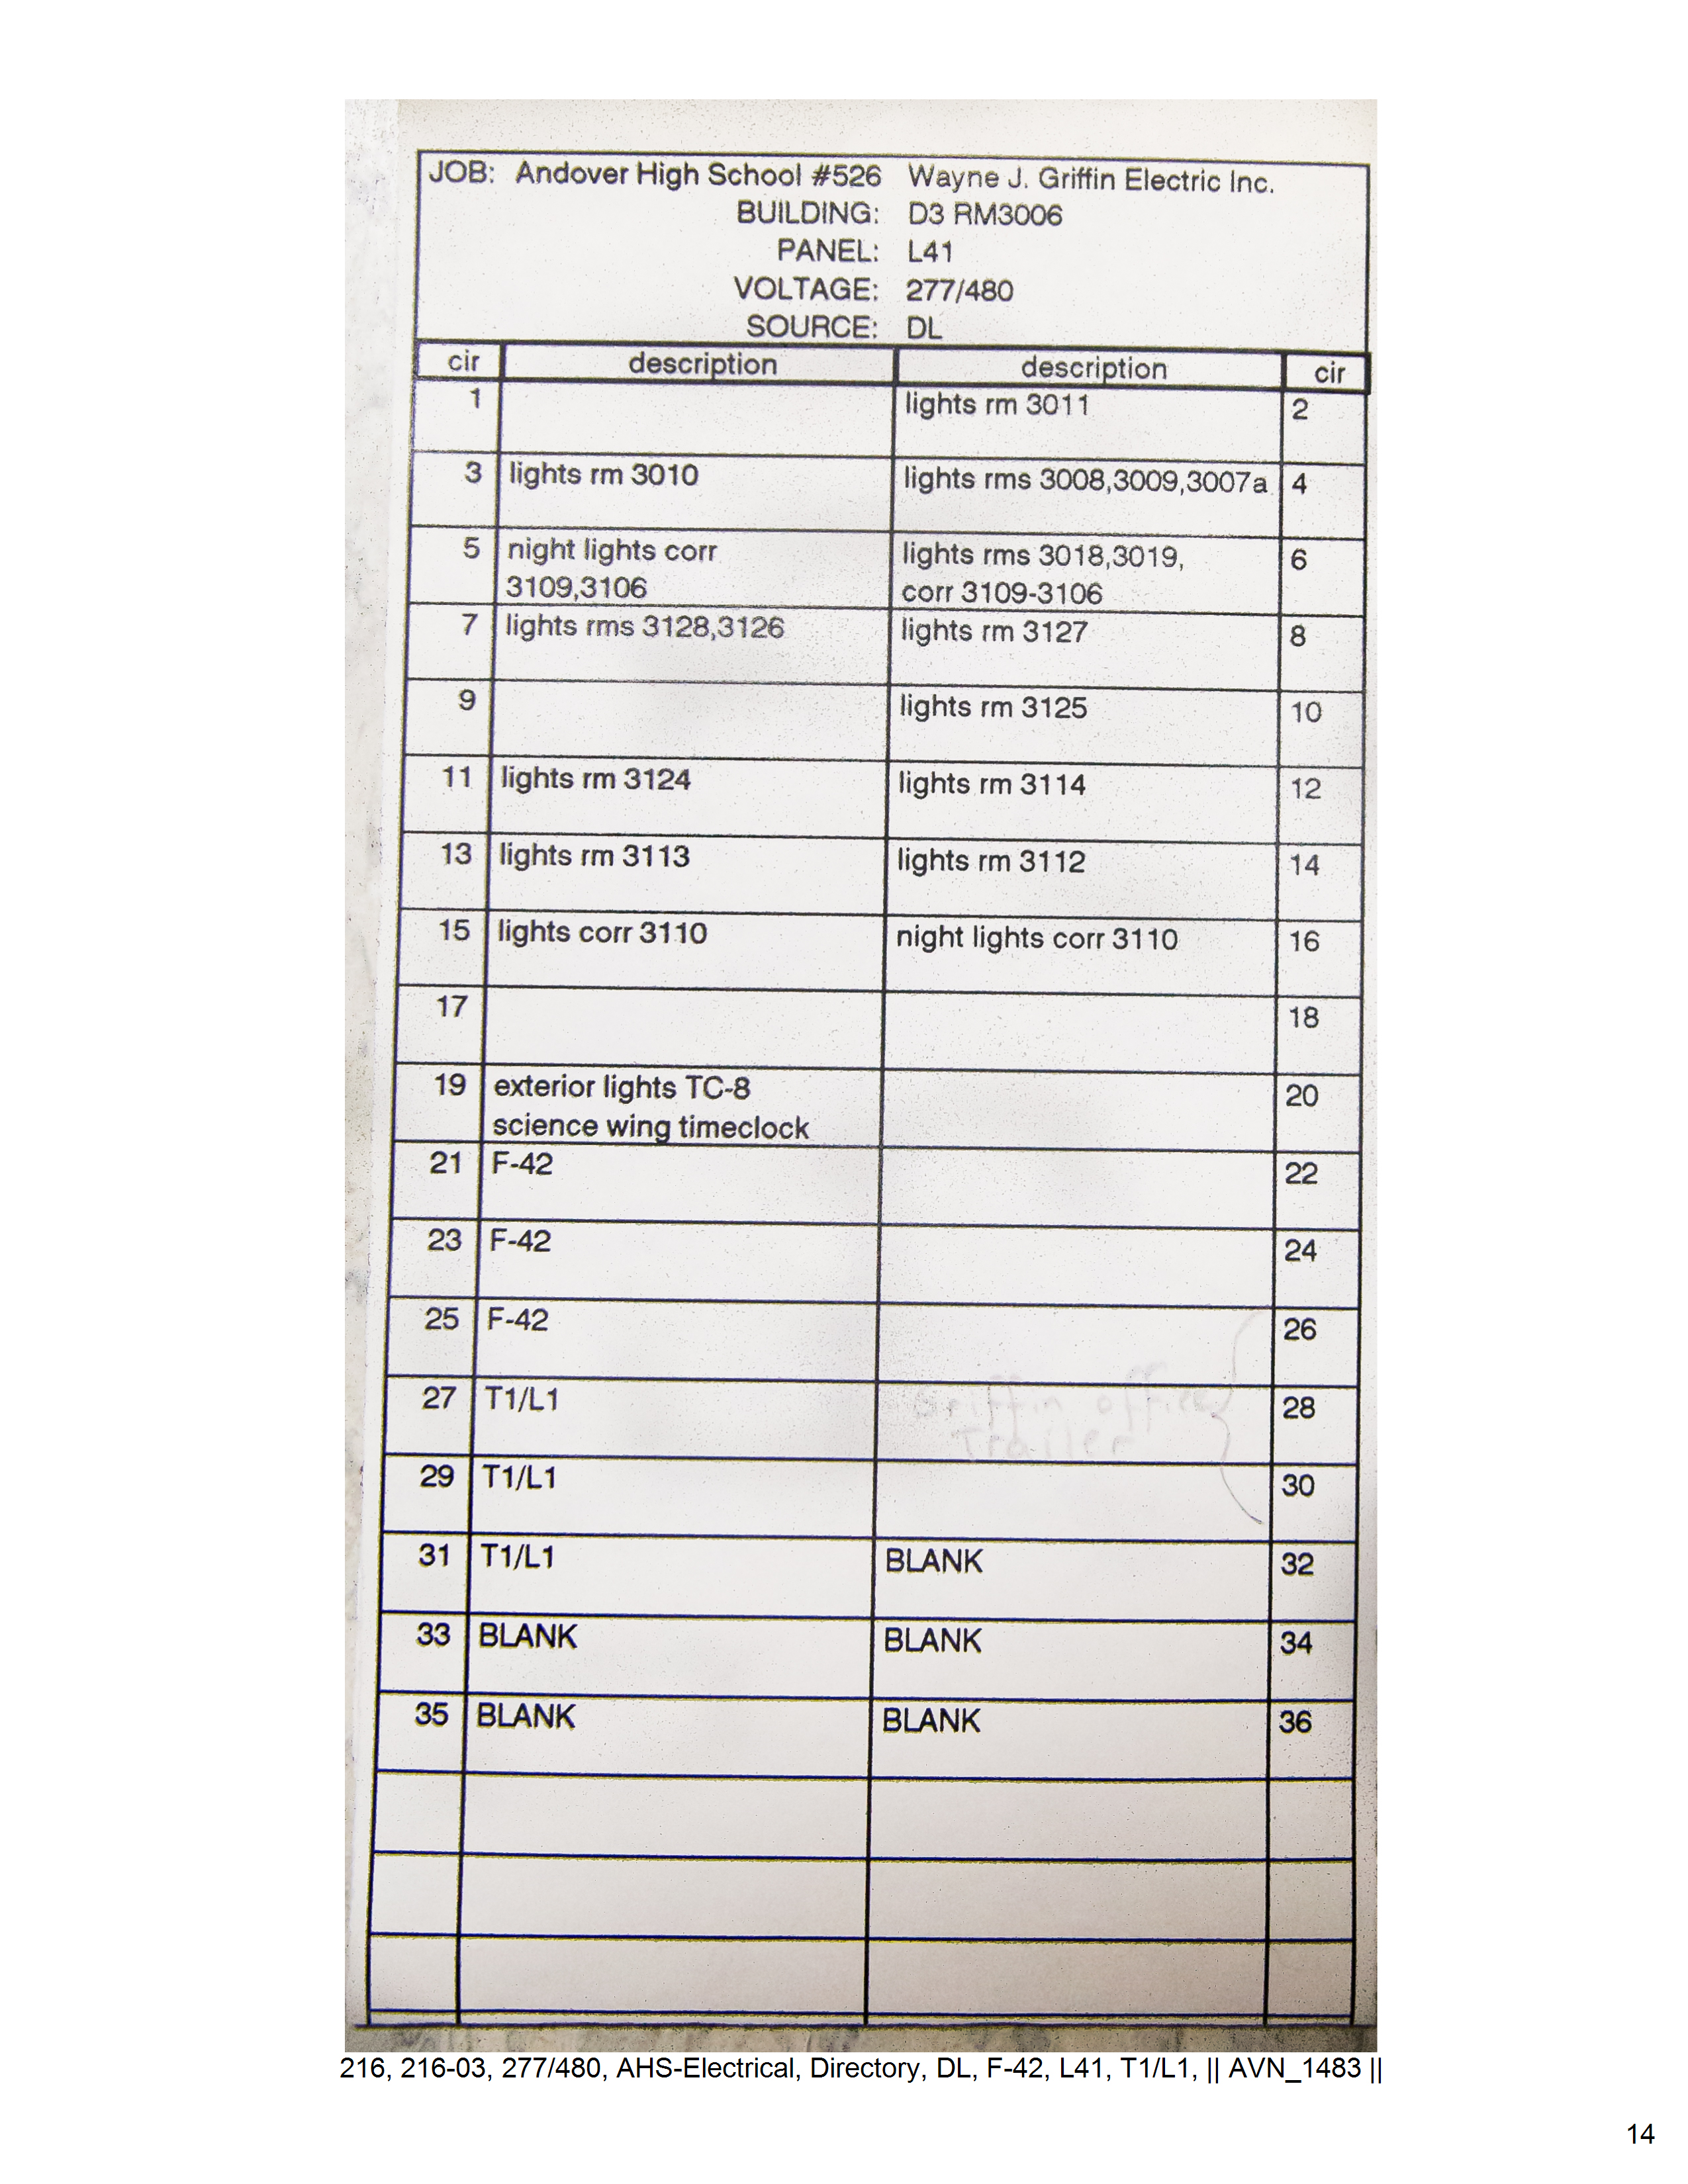 JOB: Andover High School #526 Wayne J. Griffin Electric Inc.
BUILDING: D3 RM3006
PANEL: L41
VOLTAGE: 277/480
SOURCE: DL
cir description description cir
1 lights rm 3011 2
3 lights rm 3010 lights rms 3008,3009,3007a 4
5 night lights corr lights rms 3018,3019, 6
3109,3106 corr 3109-3106
7 lights rms 3128,3126 lights rm 3127 8
9 lights rm 3125 10
11 lights rm 3124 lights rm 3114 12
13 lights rm 3113 lights rm 3112 14
15 lights corr 3110 night lights corr 3110 16
17 18
19 exterior lights TC-8 20
science wing timeclock
21 F-42 22
23 F-42 24
25 F-42 26
27 T1/L1 Griffin office 28
Trailer
29 T1/L1 30
31 T1/L1 BLANK 32
33 BLANK BLANK 34
35 BLANK BLANK 36
216, 216-03, 277/480, AHS-Electrical, Directory, DL, F-42, L41, T1/L1, || AVN_1483 ||
14